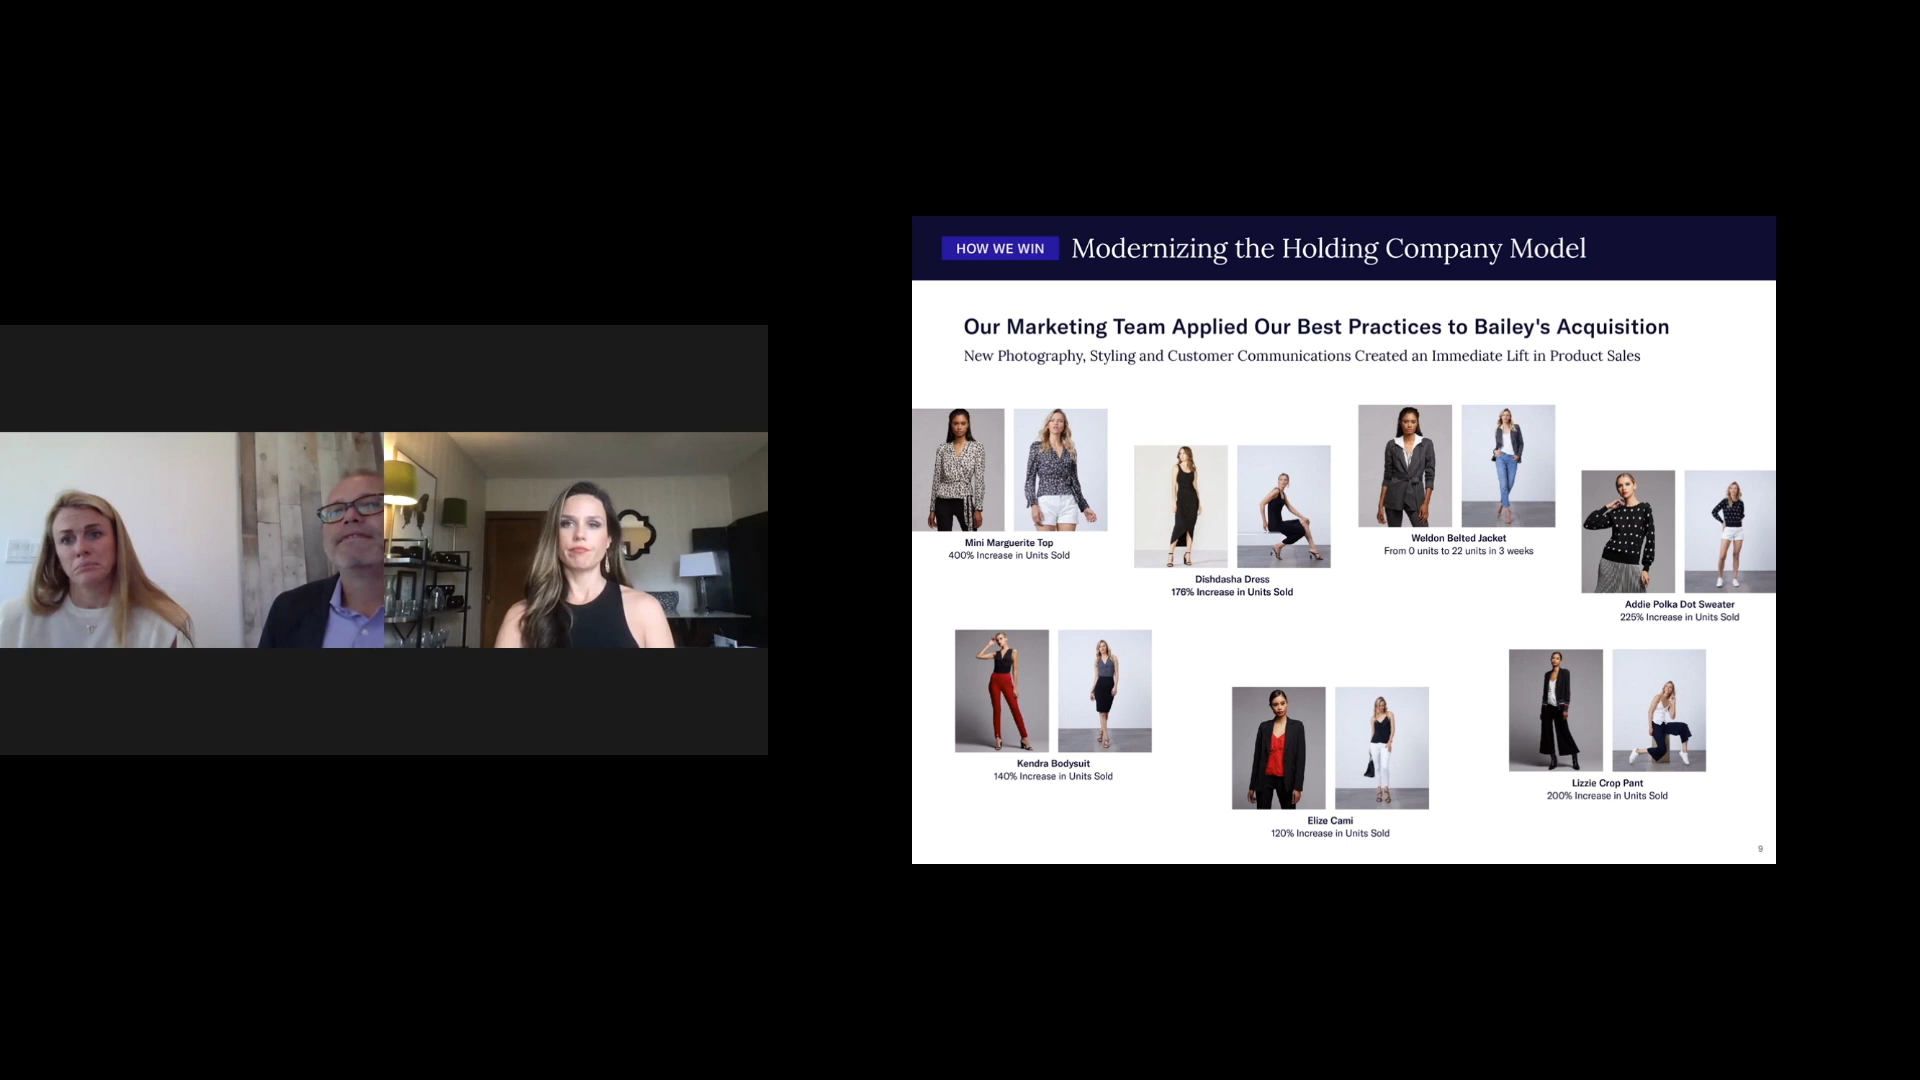 HOW WE WIN Modernizing the Holding Company Model
Our Marketing Team Applied Our Best Practices to Bailey's Acquisition
New Photography, Styling and Customer Communications Created an Immediate Lift in Product Sales
Mini Marguerite Top
400% Increase in Units Sold
Dishdasha Dress
176% Increase in Units Sold
Weldon Belted Jacket
From 0 units to 22 units in 3 weeks
Addie Polka Dot Sweater
225% Increase in Units Sold
Kendra Bodysuit
140% Increase in Units Sold
Elize Cami
120% Increase in Units Sold
Lizzie Crop Pant
200% Increase in Units Sold
9